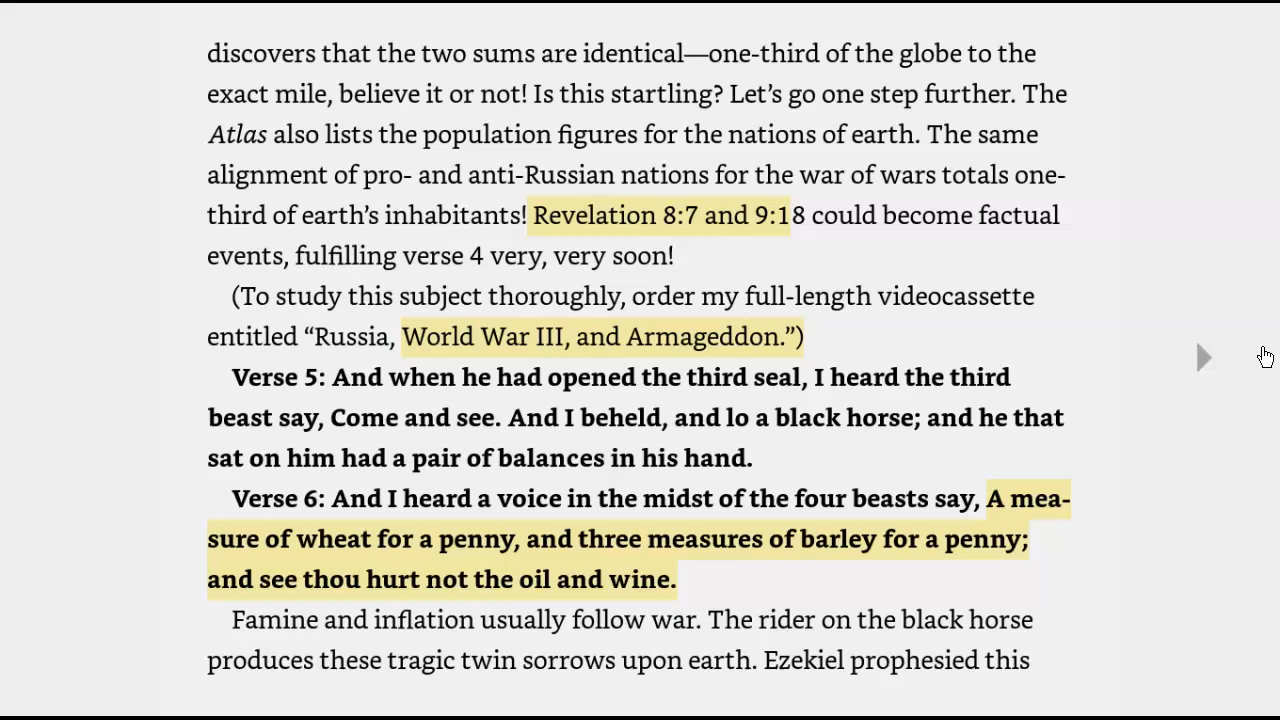 discovers that the two sums are identical—one-third of the globe to the
exact mile, believe it or not! Is this startling? Let’s go one step further. The
Atlas also lists the population figures for the nations of earth. The same
alignment of pro- and anti-Russian nations for the war of wars totals one-
third of earth’s inhabitants! Revelation 8:7 and 9:18 could become factual
events, fulfilling verse 4 very, very soon!
(To study this subject thoroughly, order my full-length videocassette
entitled “Russia, World War III, and Armageddon.”)
Verse 5: And when he had opened the third seal, I heard the third
beast say, Come and see. And I beheld, and lo a black horse; and he that
sat on him had a pair of balances in his hand.
Verse 6: And I heard a voice in the midst of the four beasts say, A mea-
sure of wheat for a penny, and three measures of barley for a penny;
and see thou hurt not the oil and wine.
Famine and inflation usually follow war. The rider on the black horse
produces these tragic twin sorrows upon earth. Ezekiel prophesied this